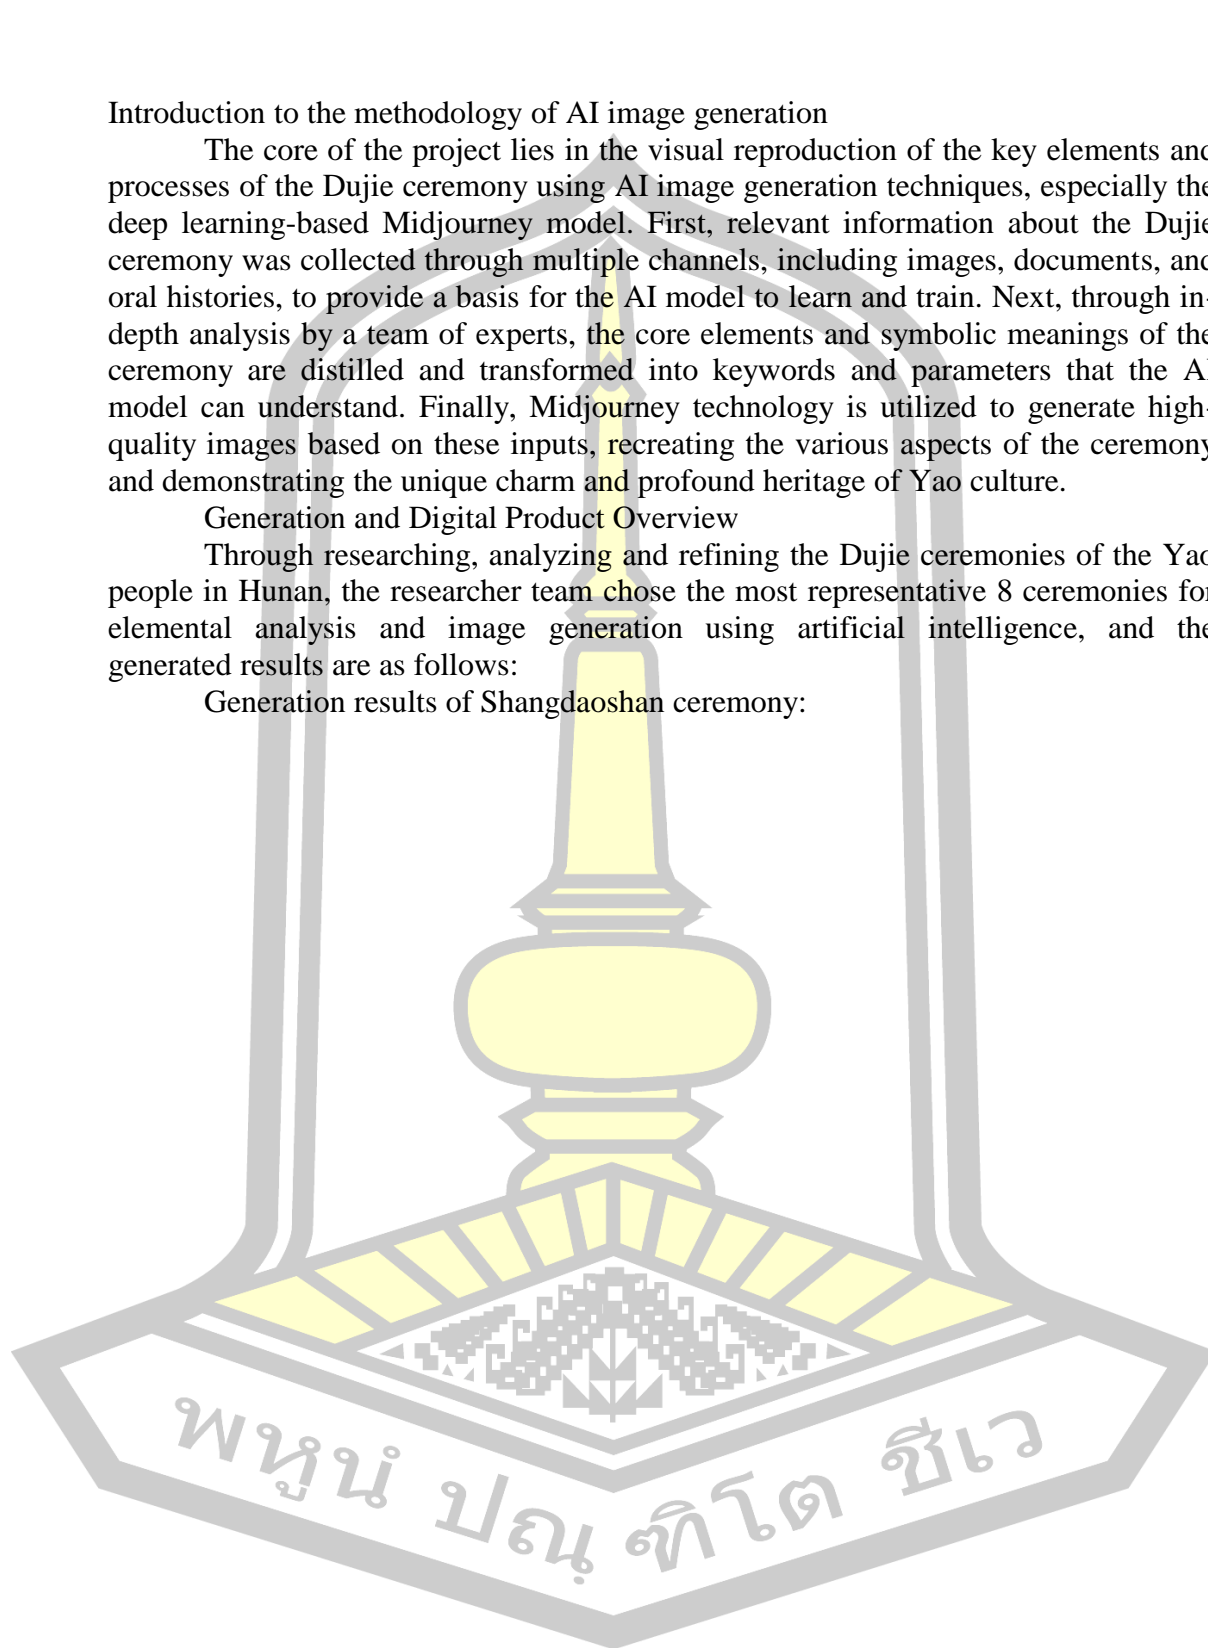 Introduction to the methodology of AI image generation
The core of the project lies in the visual reproduction of the key elements and
processes of the Dujie ceremony using AI image generation techniques, especially the
deep learning-based Midjourney model. First, relevant information about the Dujie
ceremony was collected through multiple channels, including images, documents, and
oral histories, to provide a basis for the AI model to learn and train. Next, through in-
depth analysis by a team of experts, the core elements and symbolic meanings of the
ceremony are distilled and transformed into keywords and parameters that the AI
model can understand. Finally, Midjourney technology is utilized to generate high-
quality images based on these inputs, recreating the various aspects of the ceremony
and demonstrating the unique charm and profound heritage of Yao culture.
Generation and Digital Product Overview
Through researching, analyzing and refining the Dujie ceremonies of the Yao
people in Hunan, the researcher team chose the most representative 8 ceremonies for
elemental analysis and image generation using artificial intelligence, and the
generated results are as follows:
Generation results of Shangdaoshan ceremony:
พหูนํ ปณฺฑิโต ชีเว